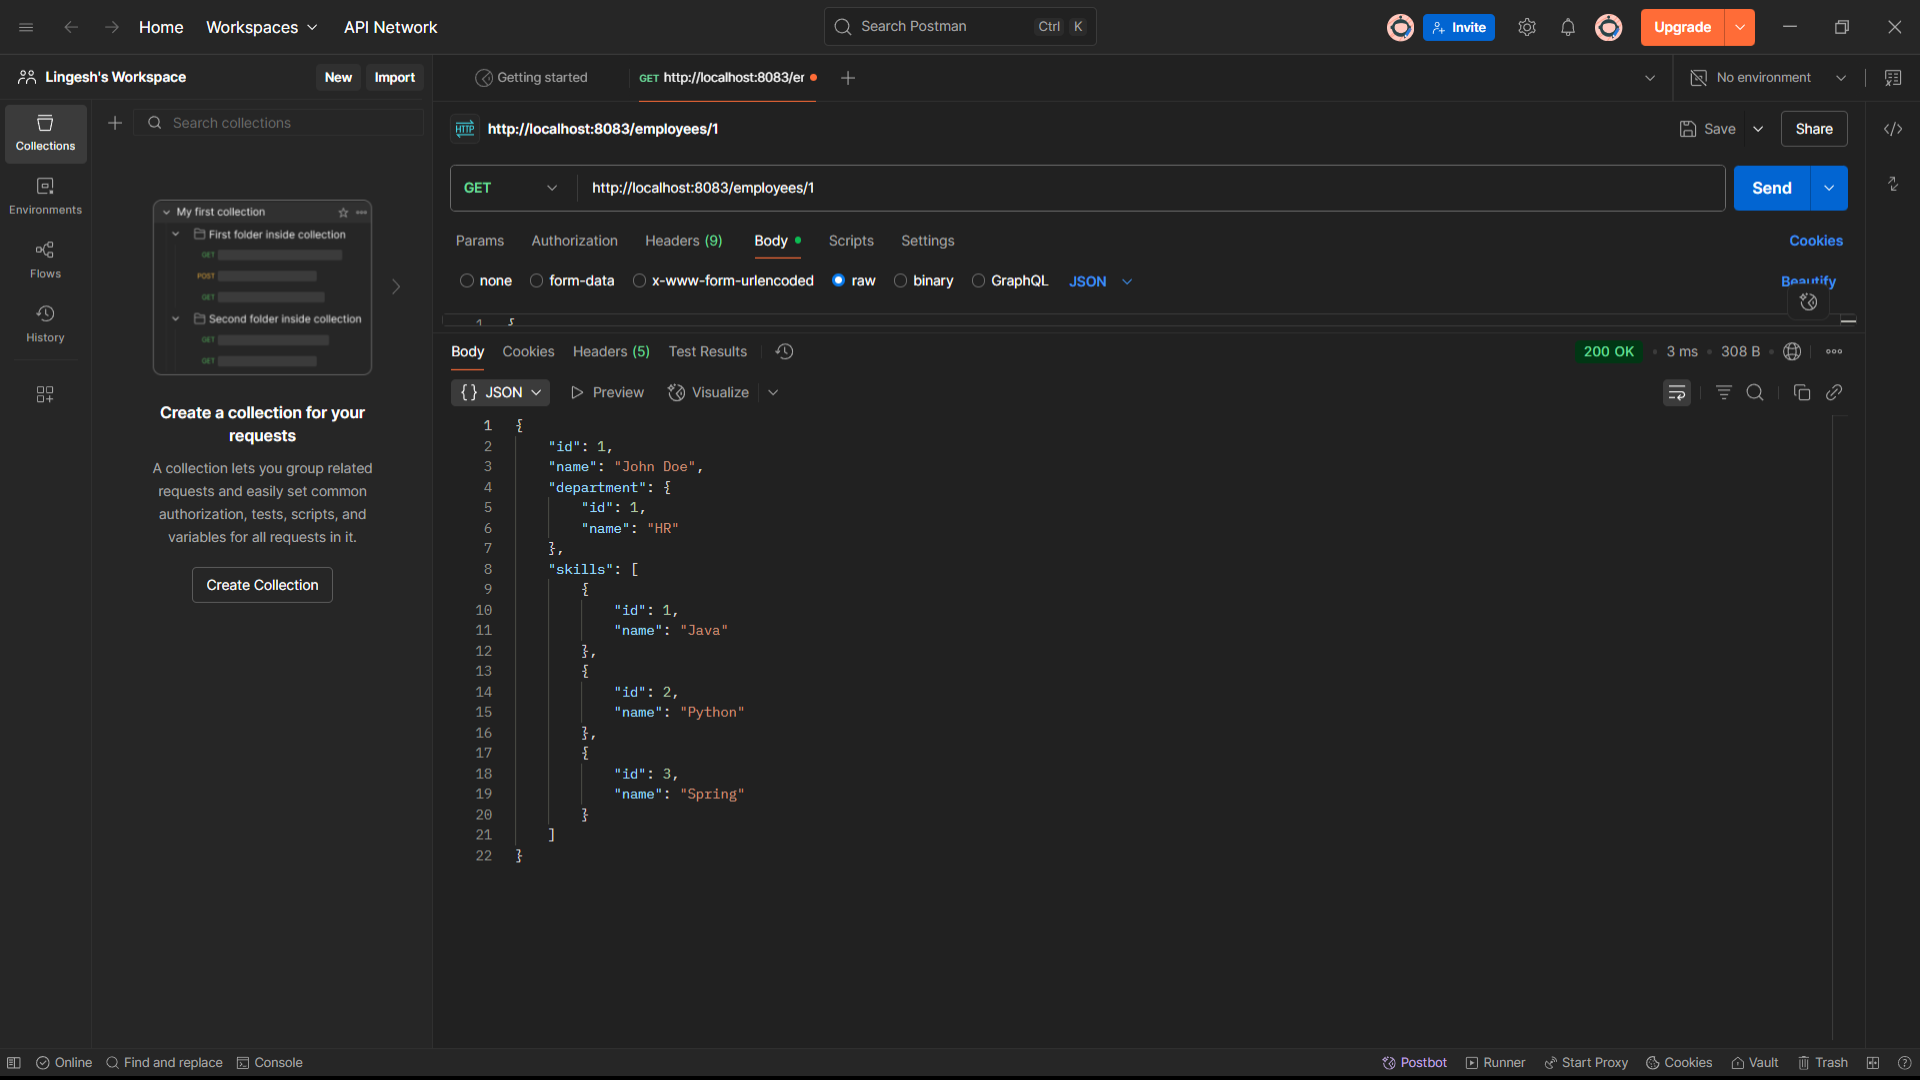 Home Workspaces API Network Search Postman Ctrl K Invite Upgrade
Lingesh's Workspace New Import Getting started GET http://localhost:8083/er No environment
Search collections
Collections
Environments
Flows
History
My first collection
First folder inside collection
GET
POST
GET
Second folder inside collection
GET
GET
Create a collection for your
requests
A collection lets you group related
requests and easily set common
authorization, tests, scripts, and
variables for all requests in it.
Create Collection
HTTP http://localhost:8083/employees/1 Save Share
GET http://localhost:8083/employees/1 Send
Params Authorization Headers (9) Body Scripts Settings Cookies
none form-data x-www-form-urlencoded raw binary GraphQL JSON Beautify
1 {
Body Cookies Headers (5) Test Results 200 OK 3 ms 308 B
{} JSON Preview Visualize
1 {
2 "id": 1,
3 "name": "John Doe",
4 "department": {
5 "id": 1,
6 "name": "HR"
7 },
8 "skills": [
9 {
10 "id": 1,
11 "name": "Java"
12 },
13 {
14 "id": 2,
15 "name": "Python"
16 },
17 {
18 "id": 3,
19 "name": "Spring"
20 }
21 ]
22 }
Online Find and replace Console Postbot Runner Start Proxy Cookies Vault Trash